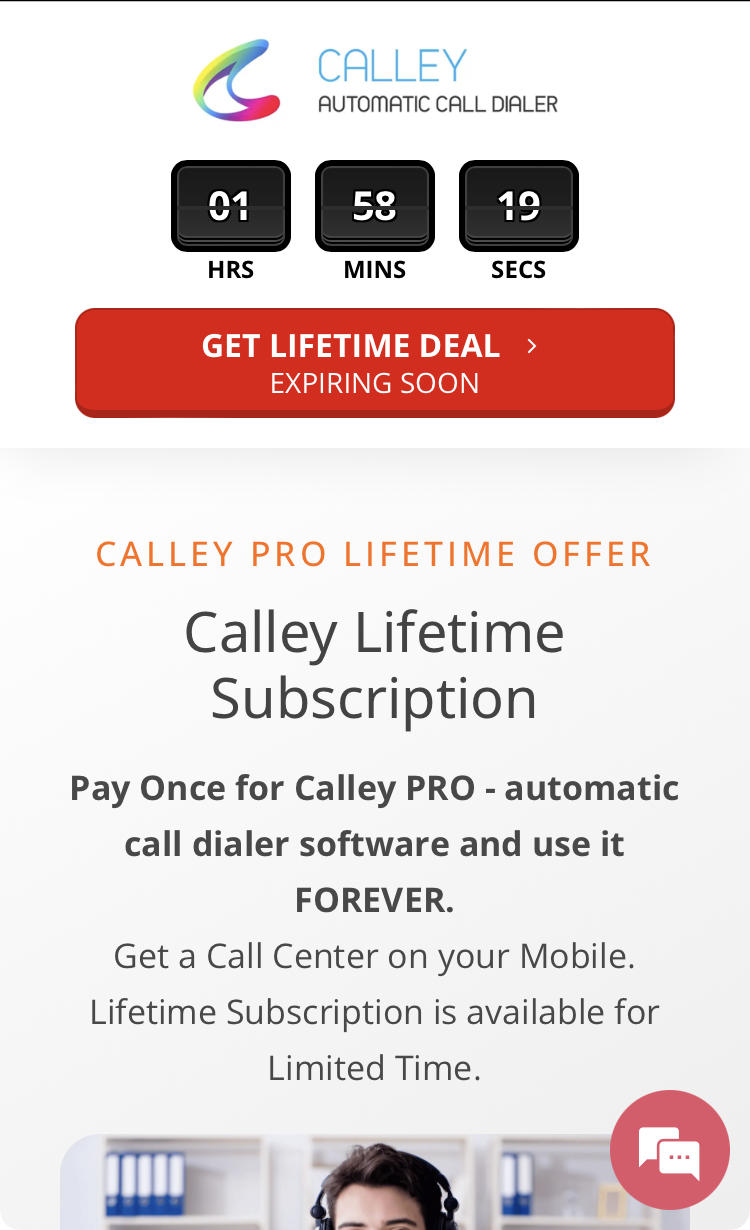 CALLEY
AUTOMATIC CALL DIALER
01 58 19
HRS MINS SECS
GET LIFETIME DEAL
EXPIRING SOON
CALLEY PRO LIFETIME OFFER
Calley Lifetime
Subscription
Pay Once for Calley PRO - automatic
call dialer software and use it
FOREVER.
Get a Call Center on your Mobile.
Lifetime Subscription is available for
Limited Time.